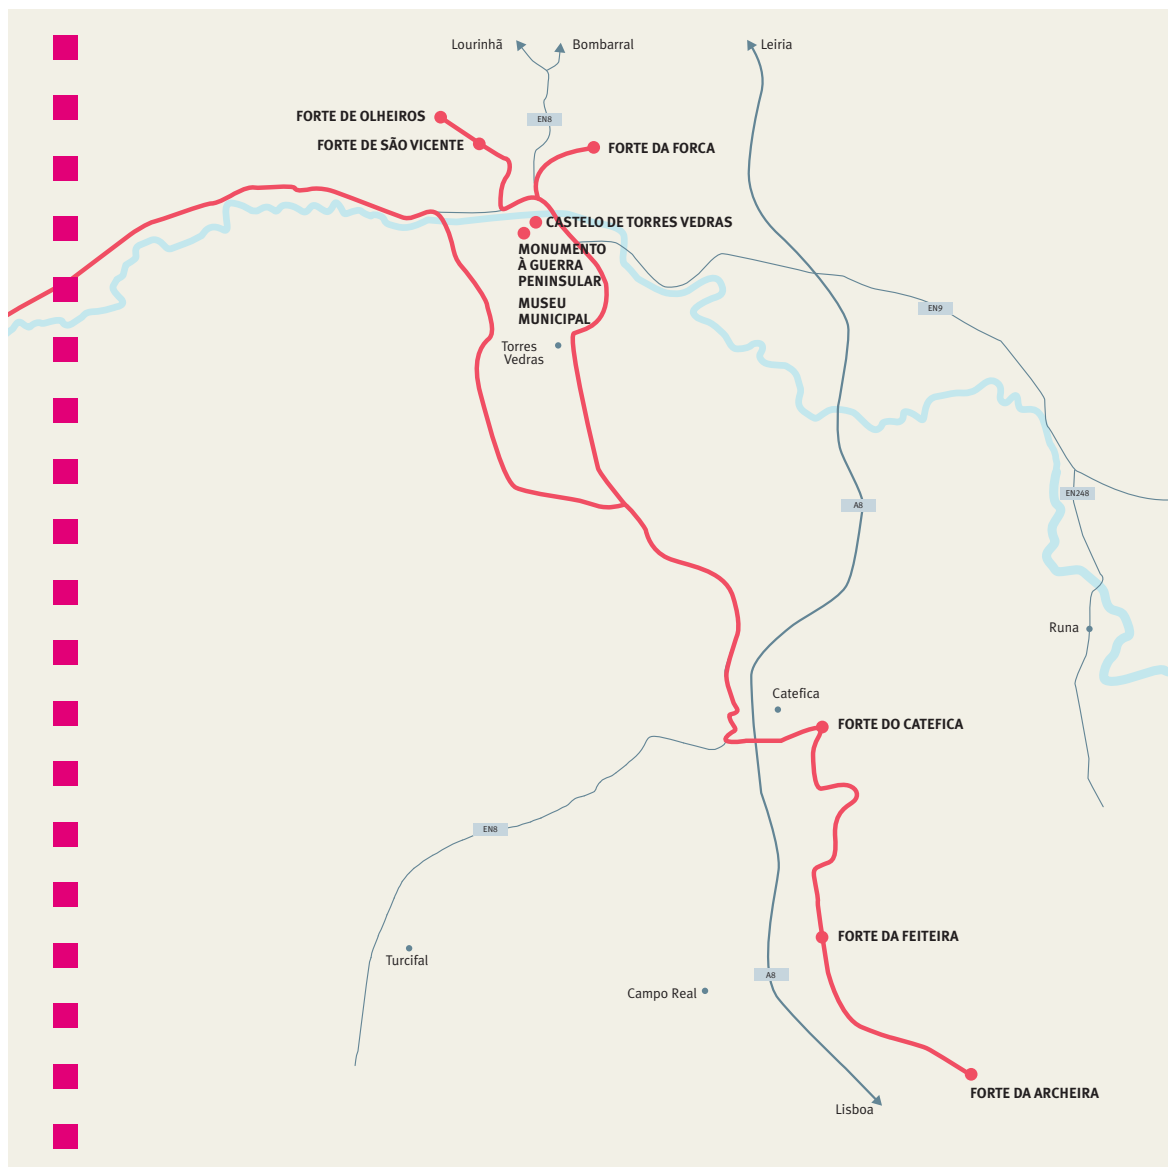 Lourinhã
Bombarral
Leiria
FORTE DE OLHEIROS
EN8
FORTE DE SÃO VICENTE
FORTE DA FORCA
CASTELO DE TORRES VEDRAS
MONUMENTO
À GUERRA
PENINSULAR
MUSEU
MUNICIPAL
EN9
Torres
Vedras
EN248
A8
Runa
Catefica
FORTE DO CATEFICA
EN8
FORTE DA FEITEIRA
Turcifal
A8
Campo Real
FORTE DA ARCHEIRA
Lisboa